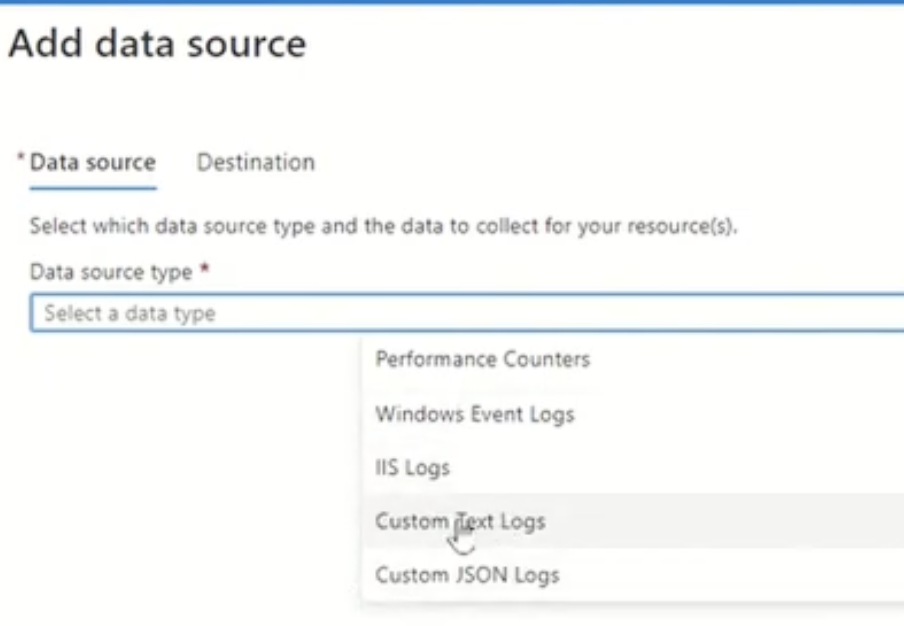 Add data source
* Data source Destination
Select which data source type and the data to collect for your resource(s).
Data source type *
Select a data type
Performance Counters
Windows Event Logs
IIS Logs
Custom Text Logs
Custom JSON Logs